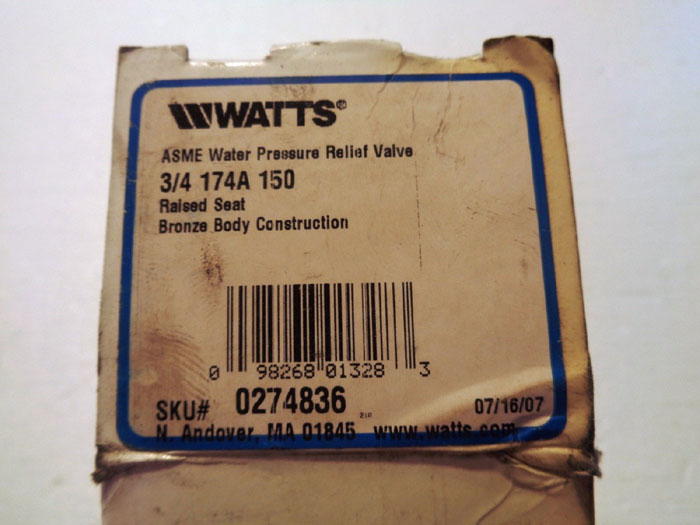 WATTS®
ASME Water Pressure Relief Valve
3/4 174A 150
Raised Seat
Bronze Body Construction
0 98268 01328 3
SKU# 0274836 07/16/07
N. Andover, MA 01845 www.watts.com